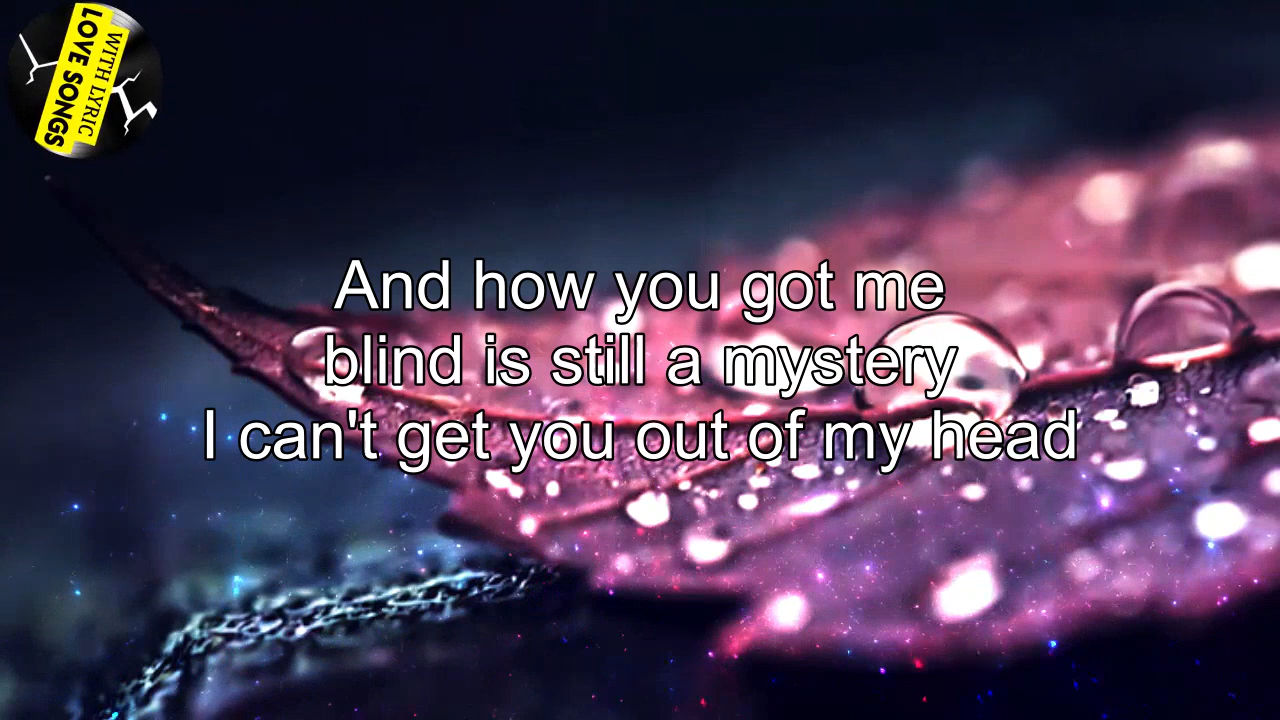 LOVE SONGS
WITH LYRIC
And how you got me
blind is still a mystery
I can't get you out of my head